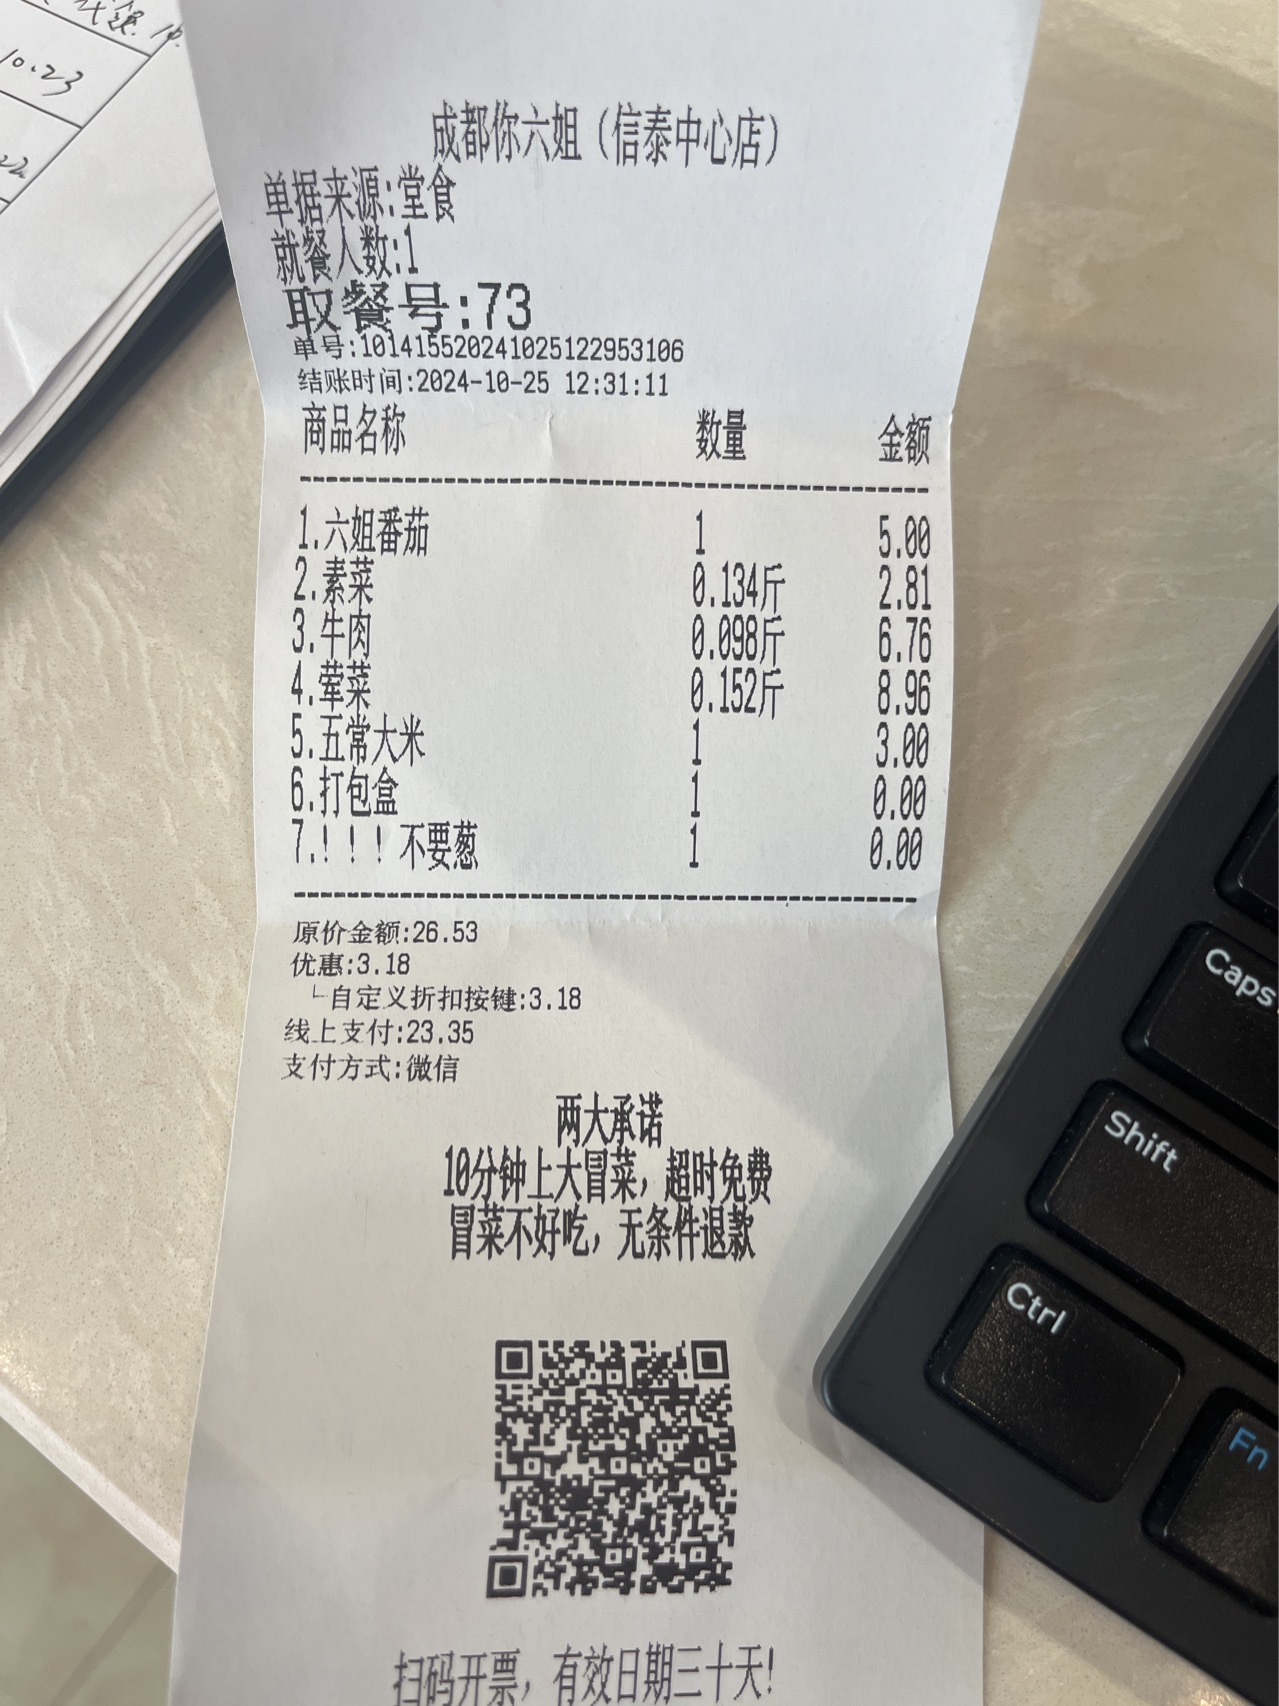 10.23
成都你六姐（信泰中心店）
单据来源:堂食
就餐人数:1
取餐号:73
单号:101415520241025122953106
结账时间:2024-10-25 12:31:11
商品名称 数量 金额
1.六姐番茄 1 5.00
2.素菜 0.134斤 2.81
3.牛肉 0.098斤 6.76
4.荤菜 0.152斤 8.96
5.五常大米 1 3.00
6.打包盒 1 0.00
7.！！！不要葱 1 0.00
原价金额:26.53
优惠:3.18
└自定义折扣按键:3.18
线上支付:23.35
支付方式:微信
两大承诺
10分钟上大冒菜，超时免费
冒菜不好吃，无条件退款
扫码开票，有效日期三十天!
Caps
Shift
Ctrl
Fn